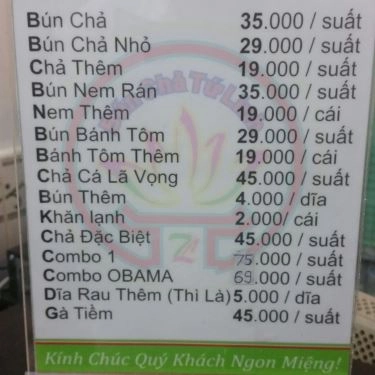 Bún Chả 35.000 / suất
Bún Chả Nhỏ 29.000 / suất
Chả Thêm 19.000 / suất
Bún Nem Rán 35.000 / suất
Nem Thêm 19.000 / cái
Bún Bánh Tôm 29.000 / suất
Bánh Tôm Thêm 19.000 / cái
Chả Cá Lã Vọng 45.000 / suất
Bún Thêm 4.000 / dĩa
Khăn lạnh 2.000/ cái
Chả Đặc Biệt 45.000 / suất
Combo 1 75.000 / suất
Combo OBAMA 69.000 / suất
Dĩa Rau Thêm (Thì Là) 5.000 / dĩa
Gà Tiềm 45.000 / suất
Kính Chúc Quý Khách Ngon Miệng!